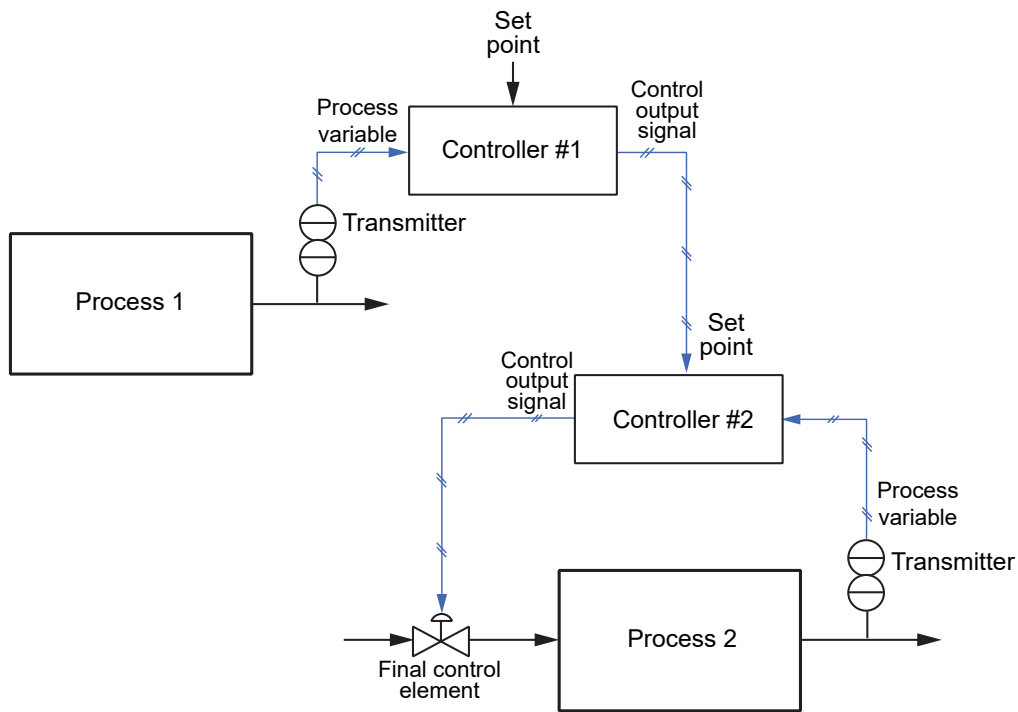 Set
point
Process
variable
Controller #1
Control
output
signal
Transmitter
Process 1
Set
point
Control
output
signal
Controller #2
Process
variable
Transmitter
Process 2
Final control
element